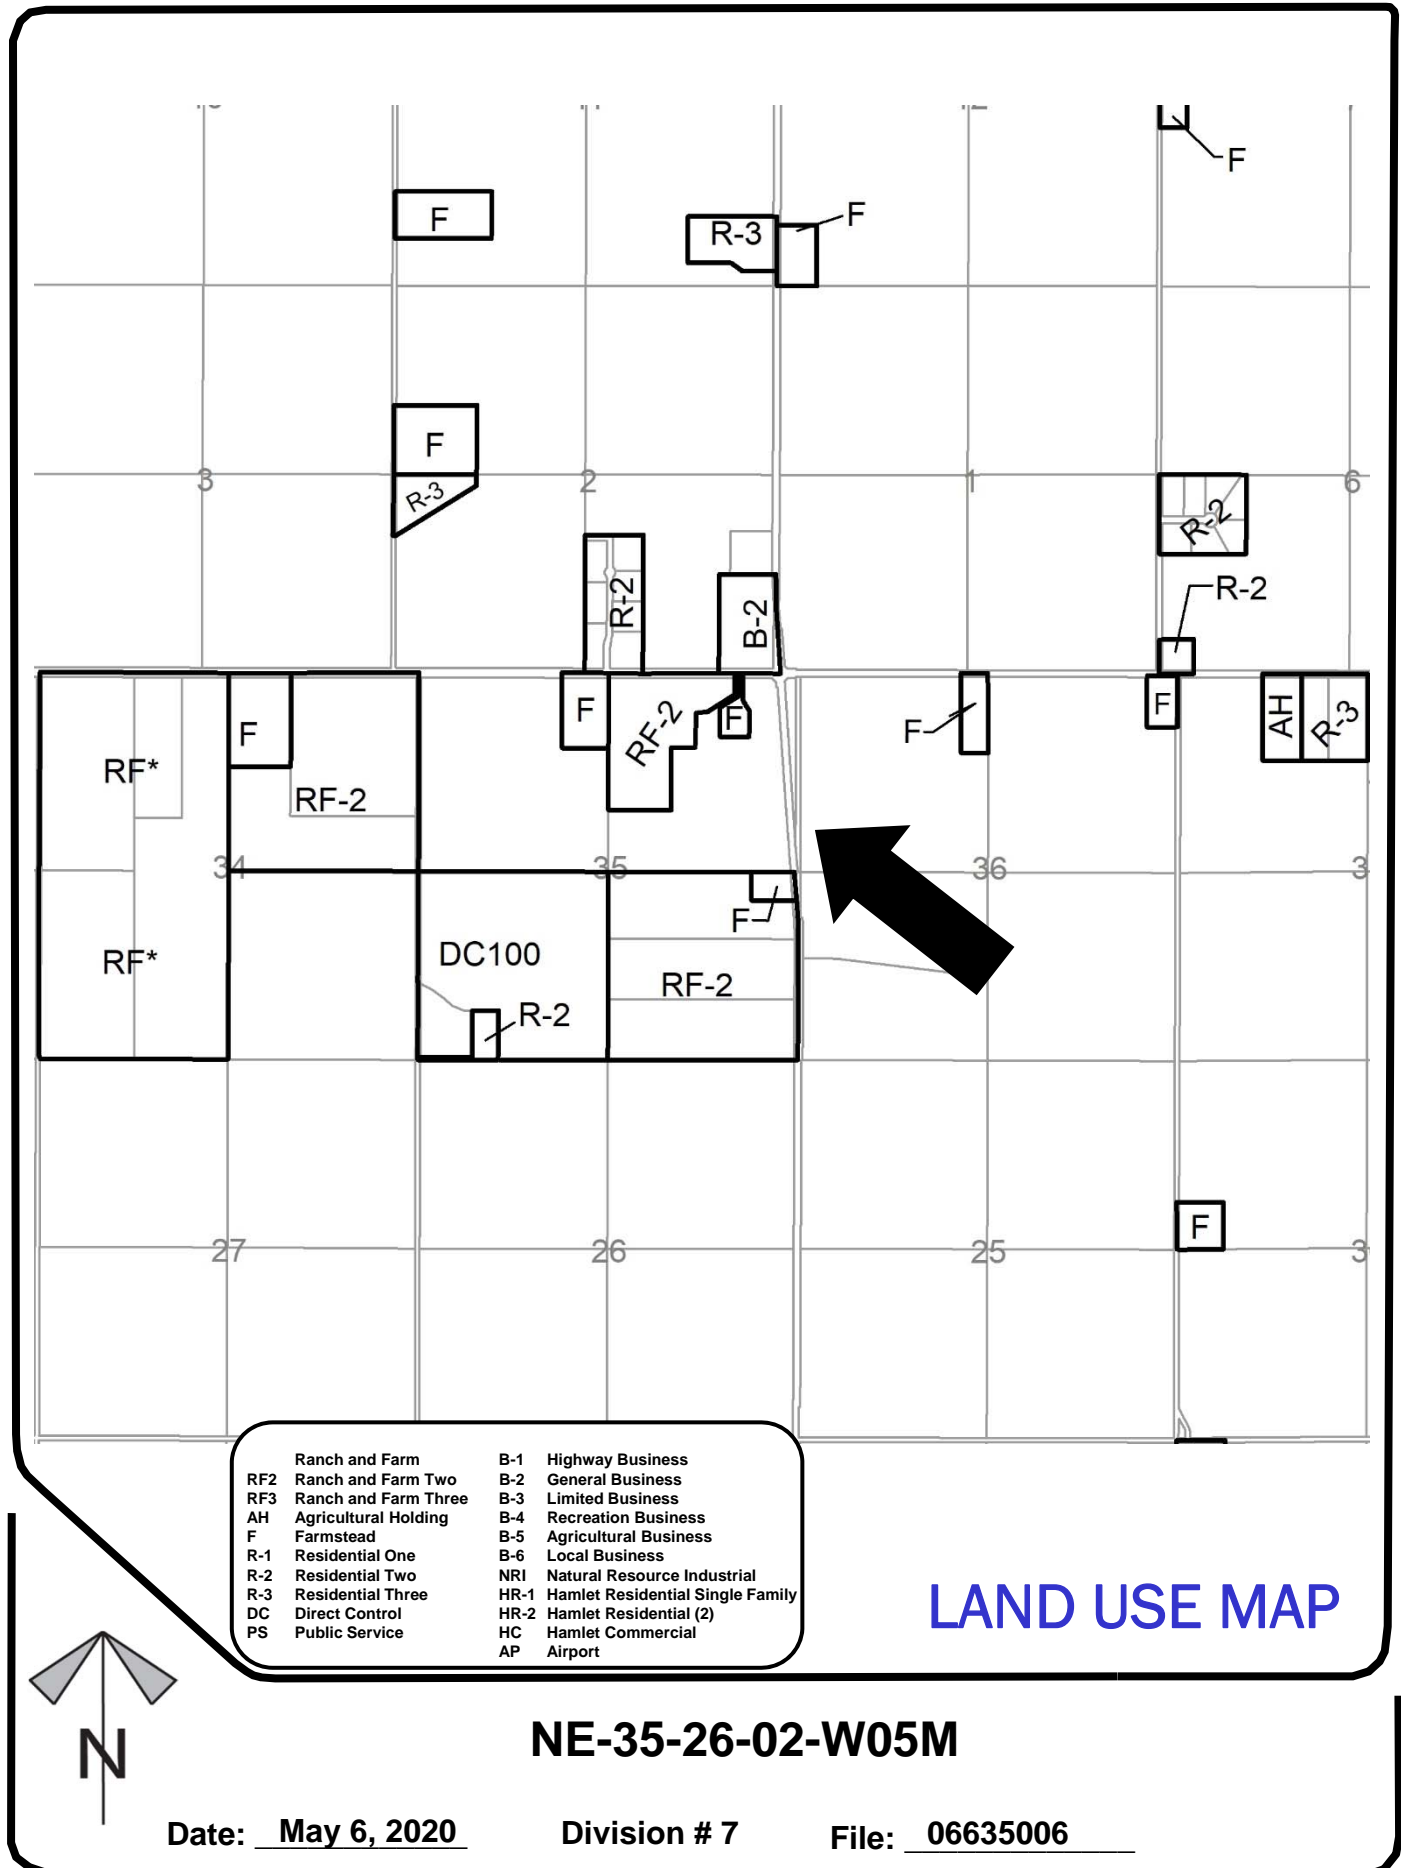 F
F
R-3
F
F
3
R-3
2
1
6
R-2
R-2
R-2
B-2
RF*
F
RF-2
F
RF-2
F
F
F
AH
R-3
34
35
36
3
RF*
DC100
F
RF-2
R-2
F
27
26
25
3
Ranch and Farm
RF2 Ranch and Farm Two
RF3 Ranch and Farm Three
AH Agricultural Holding
F Farmstead
R-1 Residential One
R-2 Residential Two
R-3 Residential Three
DC Direct Control
PS Public Service
B-1 Highway Business
B-2 General Business
B-3 Limited Business
B-4 Recreation Business
B-5 Agricultural Business
B-6 Local Business
NRI Natural Resource Industrial
HR-1 Hamlet Residential Single Family
HR-2 Hamlet Residential (2)
HC Hamlet Commercial
AP Airport
LAND USE MAP
N
NE-35-26-02-W05M
Date: May 6, 2020 Division # 7 File: 06635006